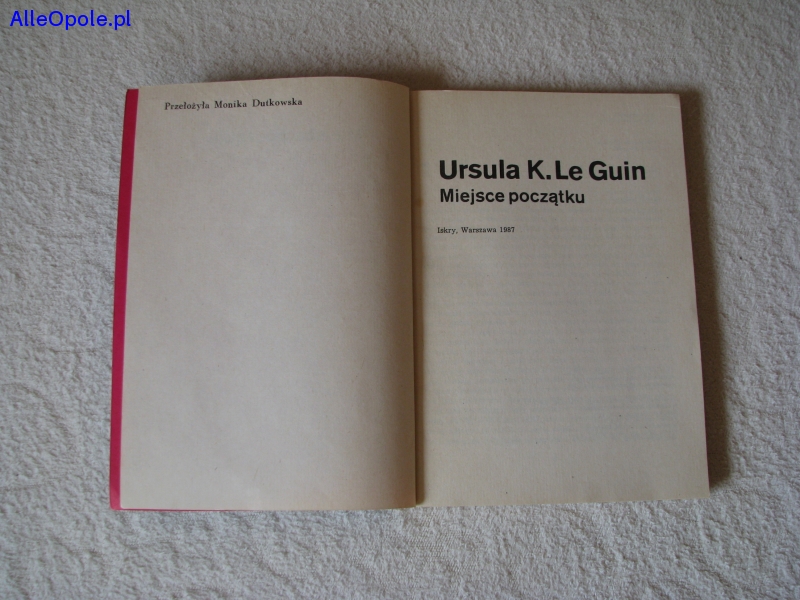 AlleOpole.pl
Przełożyła Monika Dutkowska
Ursula K. Le Guin
Miejsce początku
Iskry, Warszawa 1987